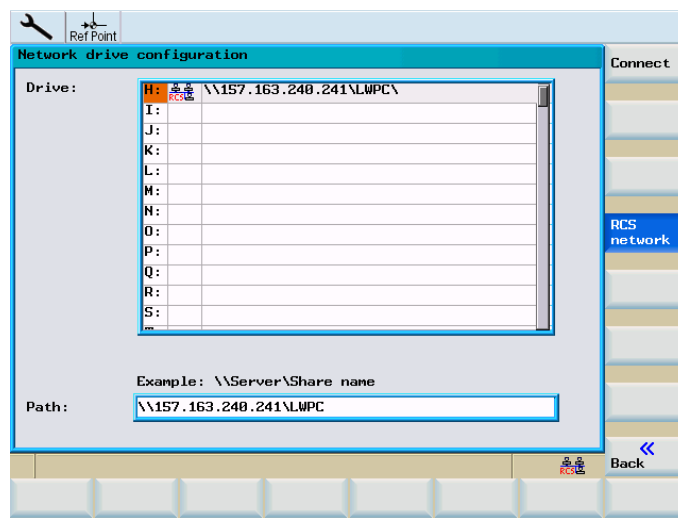 Ref Point
Network drive configuration
Connect
Drive:
H: RCS \\157.163.240.241\LWPC\
I:
J:
K:
L:
M:
N:
O:
P:
Q:
R:
S:
RCS
network
Example: \\Server\Share name
Path:
\\157.163.240.241\LWPC
RCS
Back